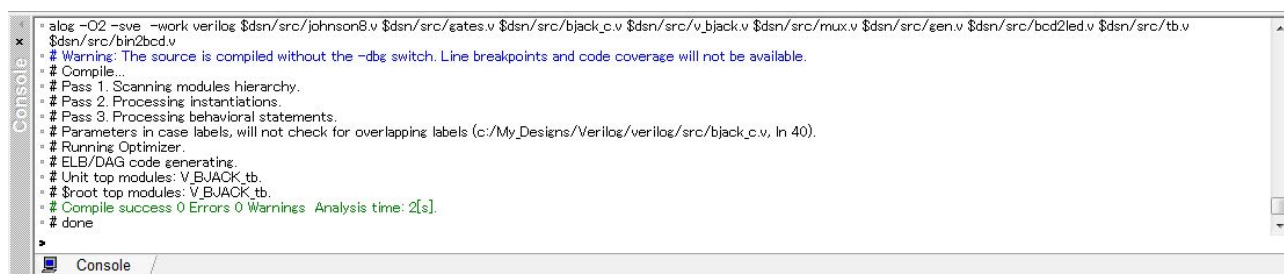 alog -O2 -sve -work verilog $dsn/src/johnson8.v $dsn/src/gates.v $dsn/src/bjack_c.v $dsn/src/v_bjack.v $dsn/src/mux.v $dsn/src/gen.v $dsn/src/bcd2led.v $dsn/src/tb.v
$dsn/src/bin2bcd.v
# Warning: The source is compiled without the -dbg switch. Line breakpoints and code coverage will not be available.
# Compile...
# Pass 1. Scanning modules hierarchy.
# Pass 2. Processing instantiations.
# Pass 3. Processing behavioral statements.
# Parameters in case labels, will not check for overlapping labels (c:/My_Designs/Verilog/verilog/src/bjack_c.v, ln 40).
# Running Optimizer.
# ELB/DAG code generating.
# Unit top modules: V_BJACK_tb.
# $root top modules: V_BJACK_tb.
# Compile success 0 Errors 0 Warnings Analysis time: 2[s].
# done
>
Console
Console